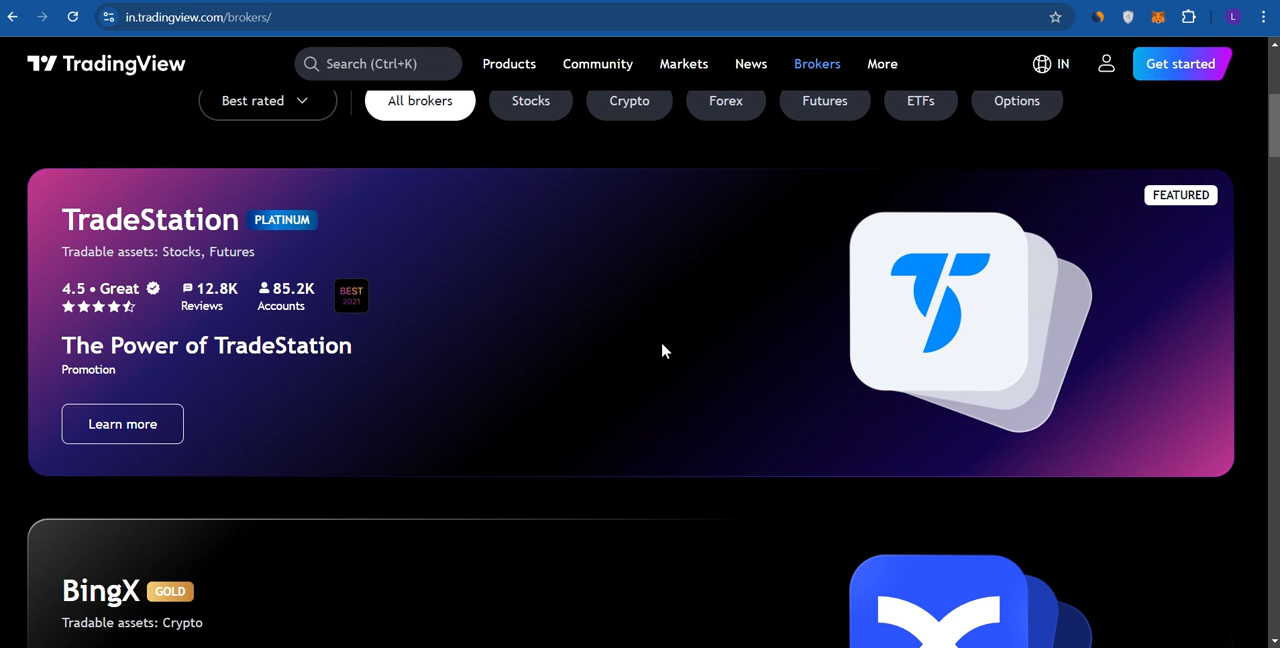 in.tradingview.com/brokers/
L
TradingView
Search (Ctrl+K)
Products
Community
Markets
News
Brokers
More
IN
Get started
Best rated
All brokers
Stocks
Crypto
Forex
Futures
ETFs
Options
FEATURED
TradeStation PLATINUM
Tradable assets: Stocks, Futures
4.5 • Great
12.8K
Reviews
85.2K
Accounts
BEST
2021
The Power of TradeStation
Promotion
Learn more
BingX GOLD
Tradable assets: Crypto